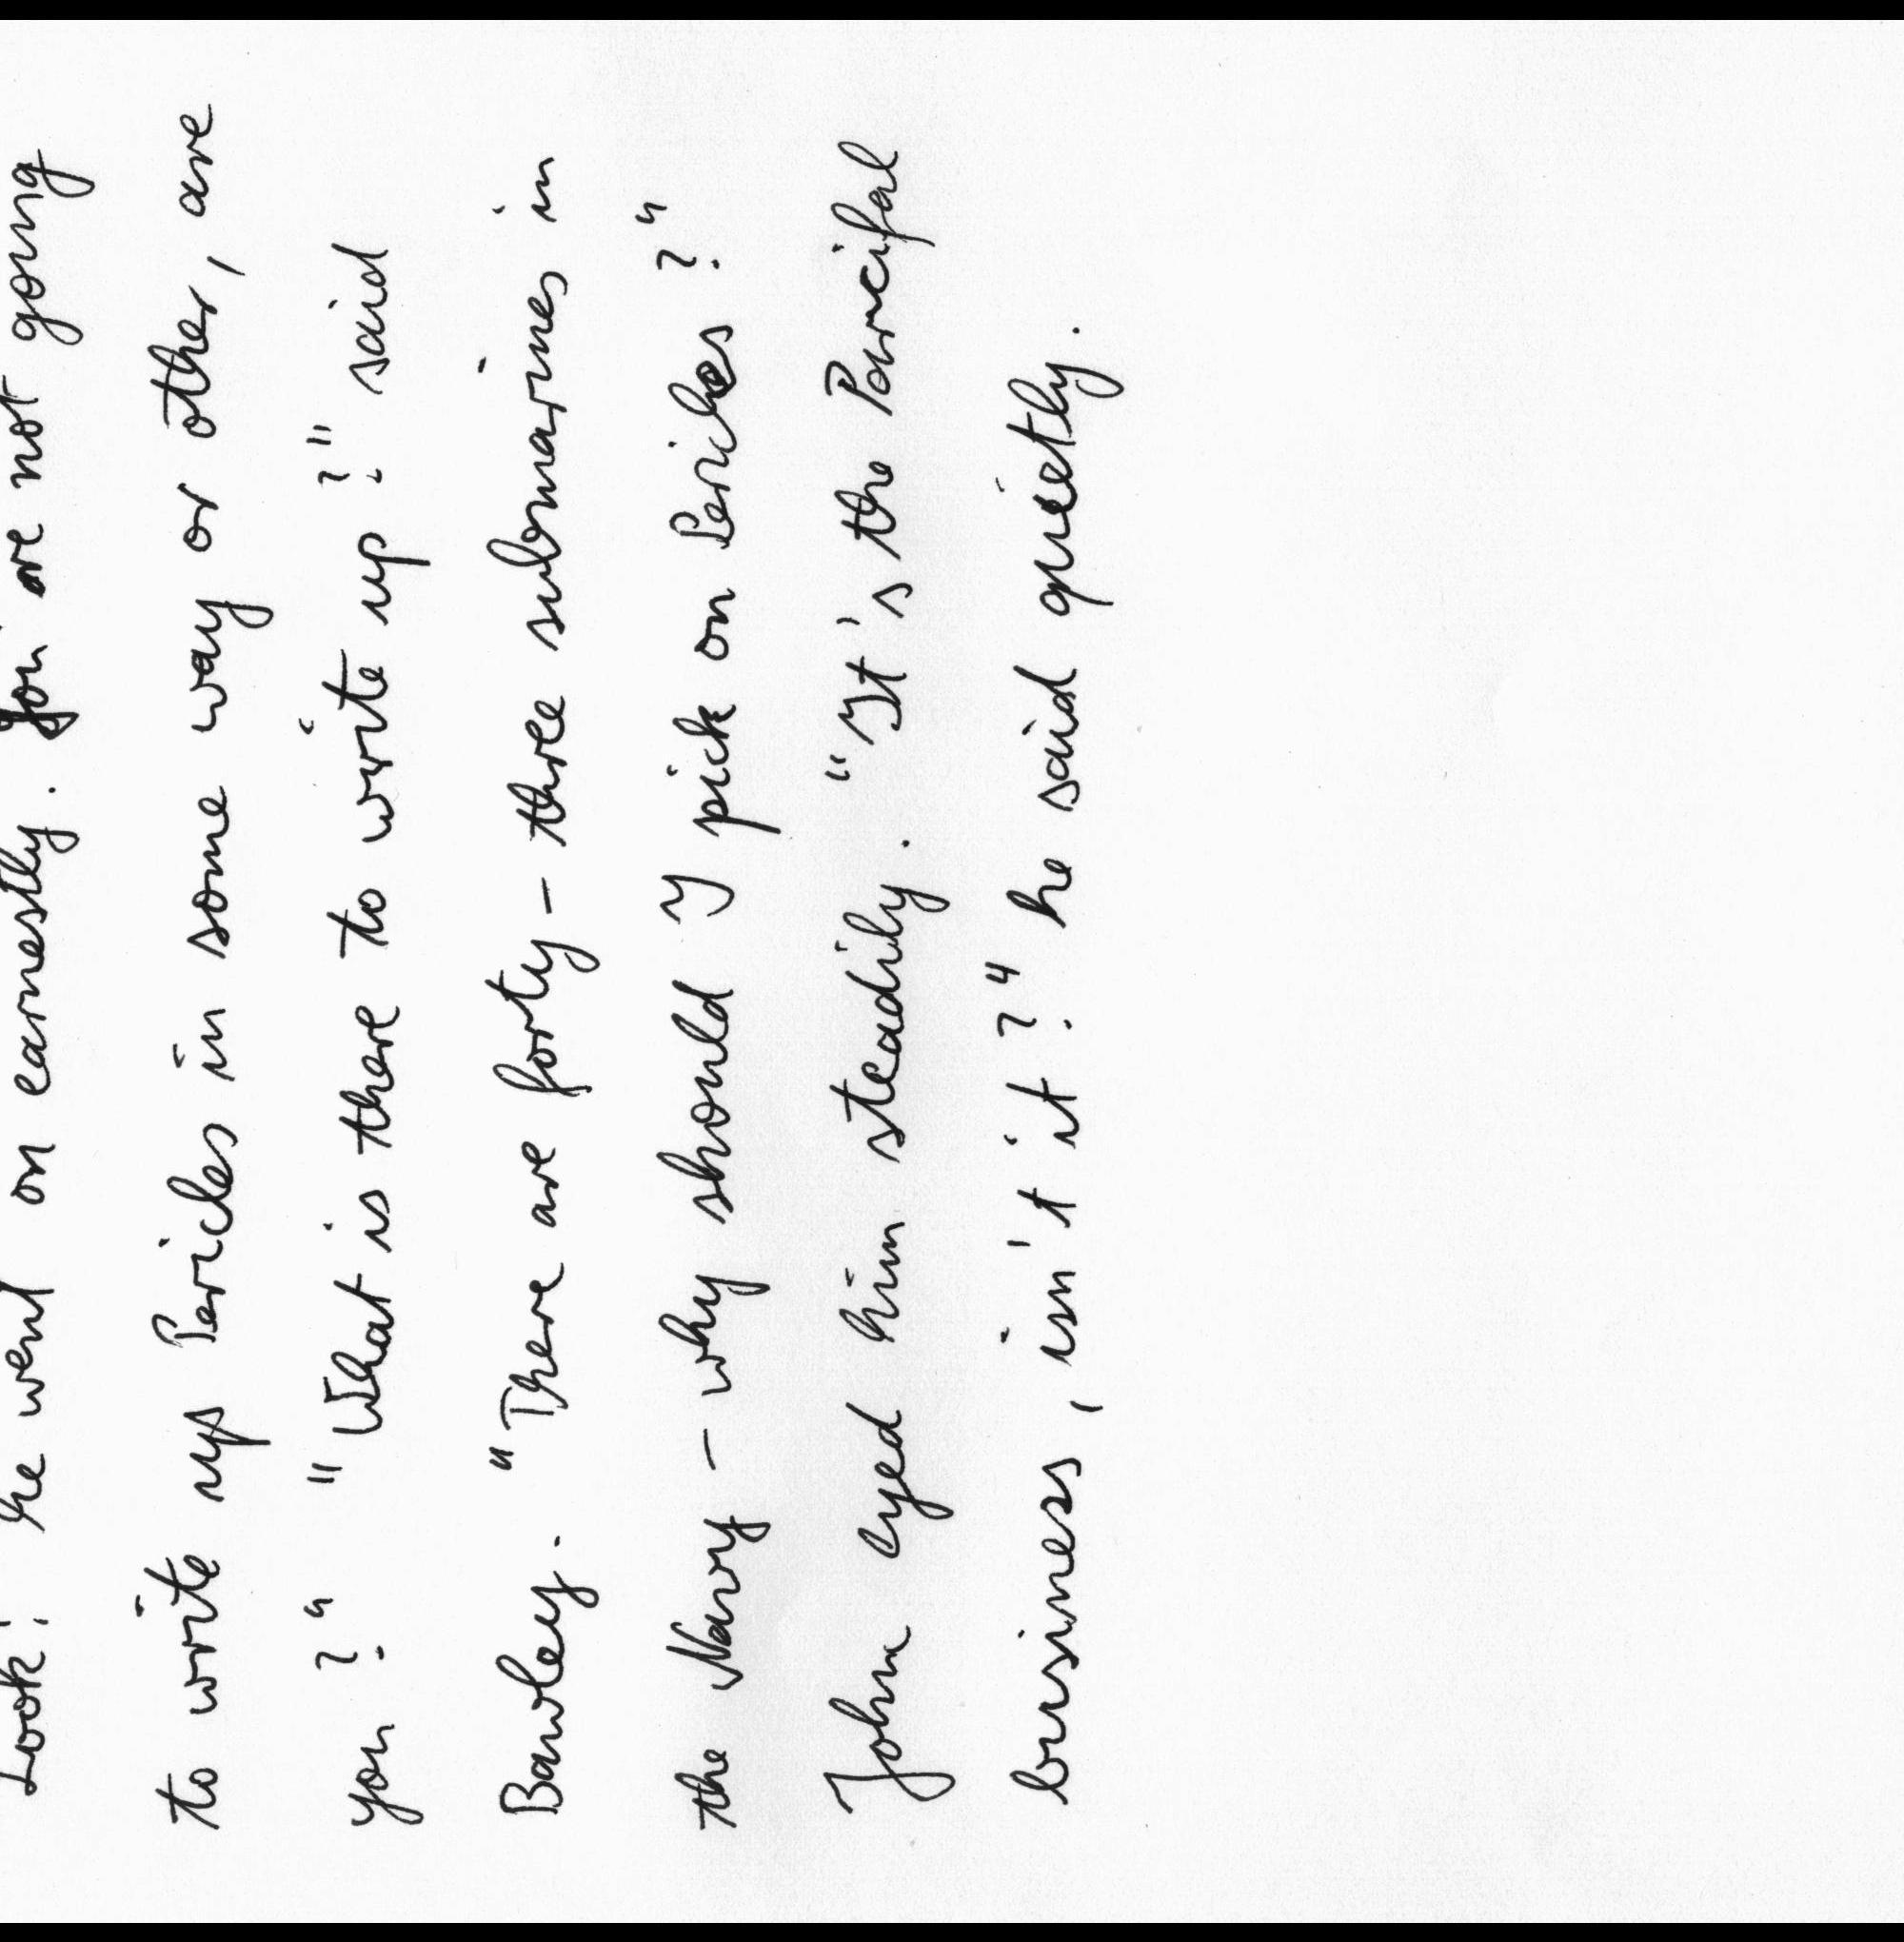 Look! he went on earnestly. You are not going
to write up Pericles in some way or other, are
you?" "What is there to write up?" said
Bawley. "There are forty-three submarines in
the Navy - why should I pick on Pericles?"
John eyed him steadily. "It's the Parcifal
business, isn't it?" he said quietly.